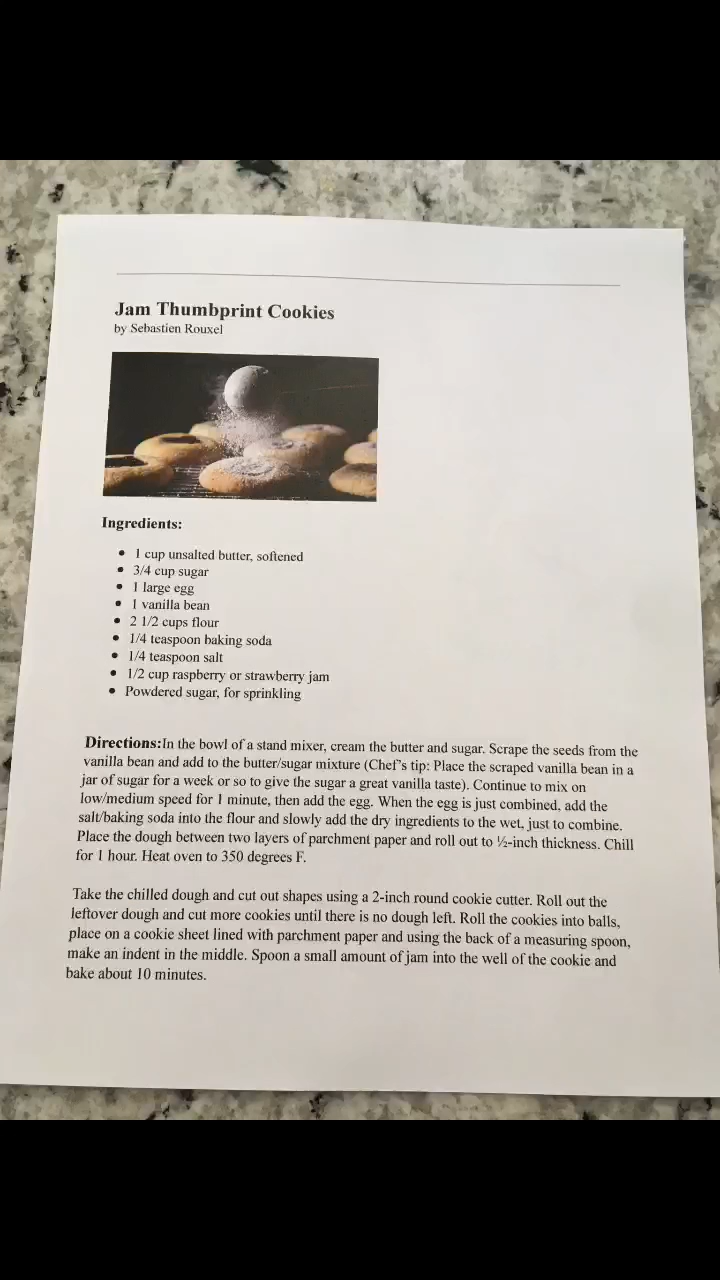 Jam Thumbprint Cookies
by Sebastien Rouxel
Ingredients:
• 1 cup unsalted butter, softened
• 3/4 cup sugar
• 1 large egg
• 1 vanilla bean
• 2 1/2 cups flour
• 1/4 teaspoon baking soda
• 1/4 teaspoon salt
• 1/2 cup raspberry or strawberry jam
• Powdered sugar, for sprinkling
Directions:In the bowl of a stand mixer, cream the butter and sugar. Scrape the seeds from the
vanilla bean and add to the butter/sugar mixture (Chef's tip: Place the scraped vanilla bean in a
jar of sugar for a week or so to give the sugar a great vanilla taste). Continue to mix on
low/medium speed for 1 minute, then add the egg. When the egg is just combined, add the
salt/baking soda into the flour and slowly add the dry ingredients to the wet, just to combine.
Place the dough between two layers of parchment paper and roll out to ½-inch thickness. Chill
for 1 hour. Heat oven to 350 degrees F.
Take the chilled dough and cut out shapes using a 2-inch round cookie cutter. Roll out the
leftover dough and cut more cookies until there is no dough left. Roll the cookies into balls,
place on a cookie sheet lined with parchment paper and using the back of a measuring spoon,
make an indent in the middle. Spoon a small amount of jam into the well of the cookie and
bake about 10 minutes.